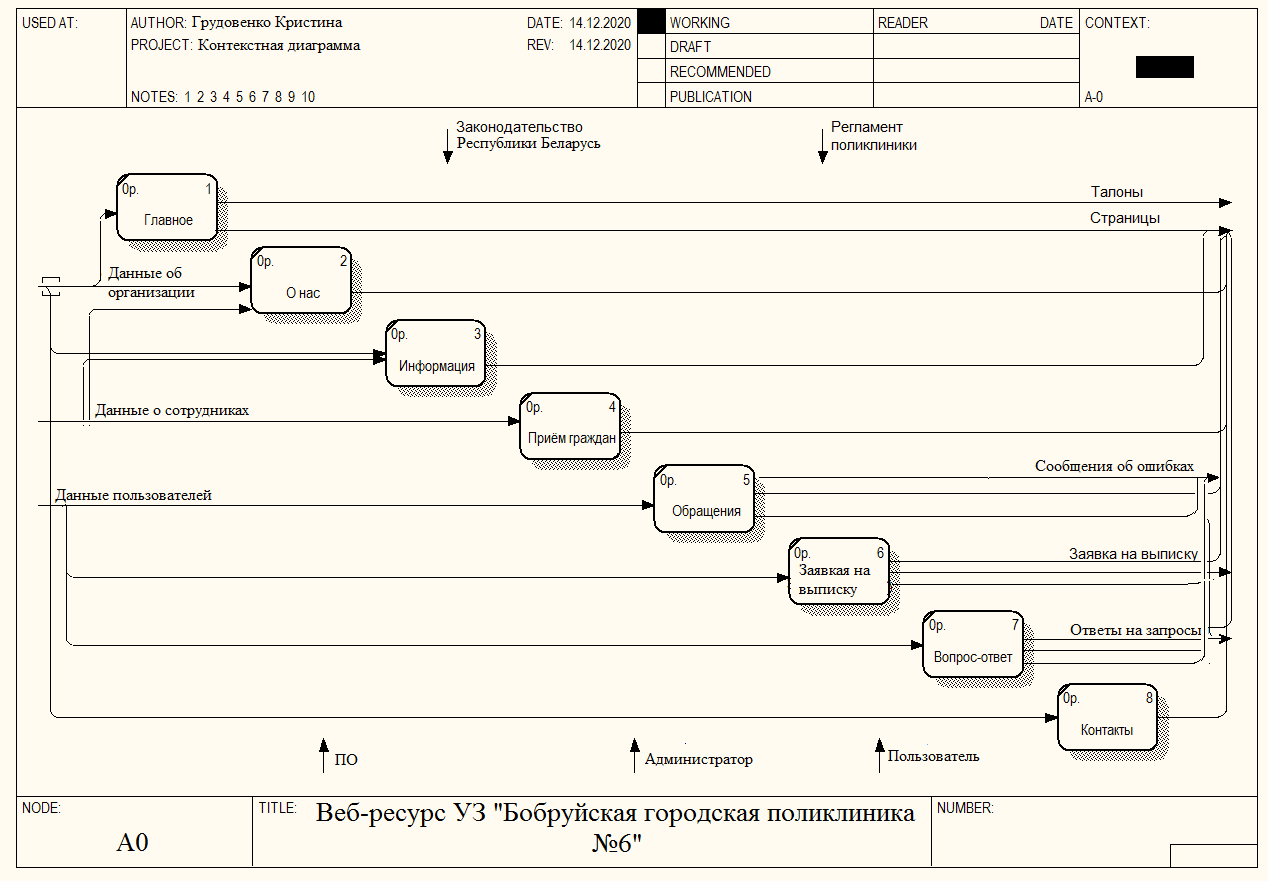 USED AT:
AUTHOR: Грудовенко Кристина
DATE: 14.12.2020
PROJECT: Контекстная диаграмма
REV: 14.12.2020
NOTES: 1 2 3 4 5 6 7 8 9 10
WORKING
DRAFT
RECOMMENDED
PUBLICATION
READER
DATE
CONTEXT:
A-0
Законодательство
Республики Беларусь
Регламент
поликлиники
0р. 1
Главное
Талоны
Страницы
0р. 2
О нас
Данные об
организации
0р. 3
Информация
Данные о сотрудниках
0р. 4
Приём граждан
Сообщения об ошибках
0р. 5
Обращения
Данные пользователей
Заявка на выписку
0р. 6
Заявкая на
выписку
Ответы на запросы
0р. 7
Вопрос-ответ
0р. 8
Контакты
ПО
Администратор
Пользователь
NODE:
A0
TITLE:
Веб-ресурс УЗ "Бобруйская городская поликлиника
№6"
NUMBER: